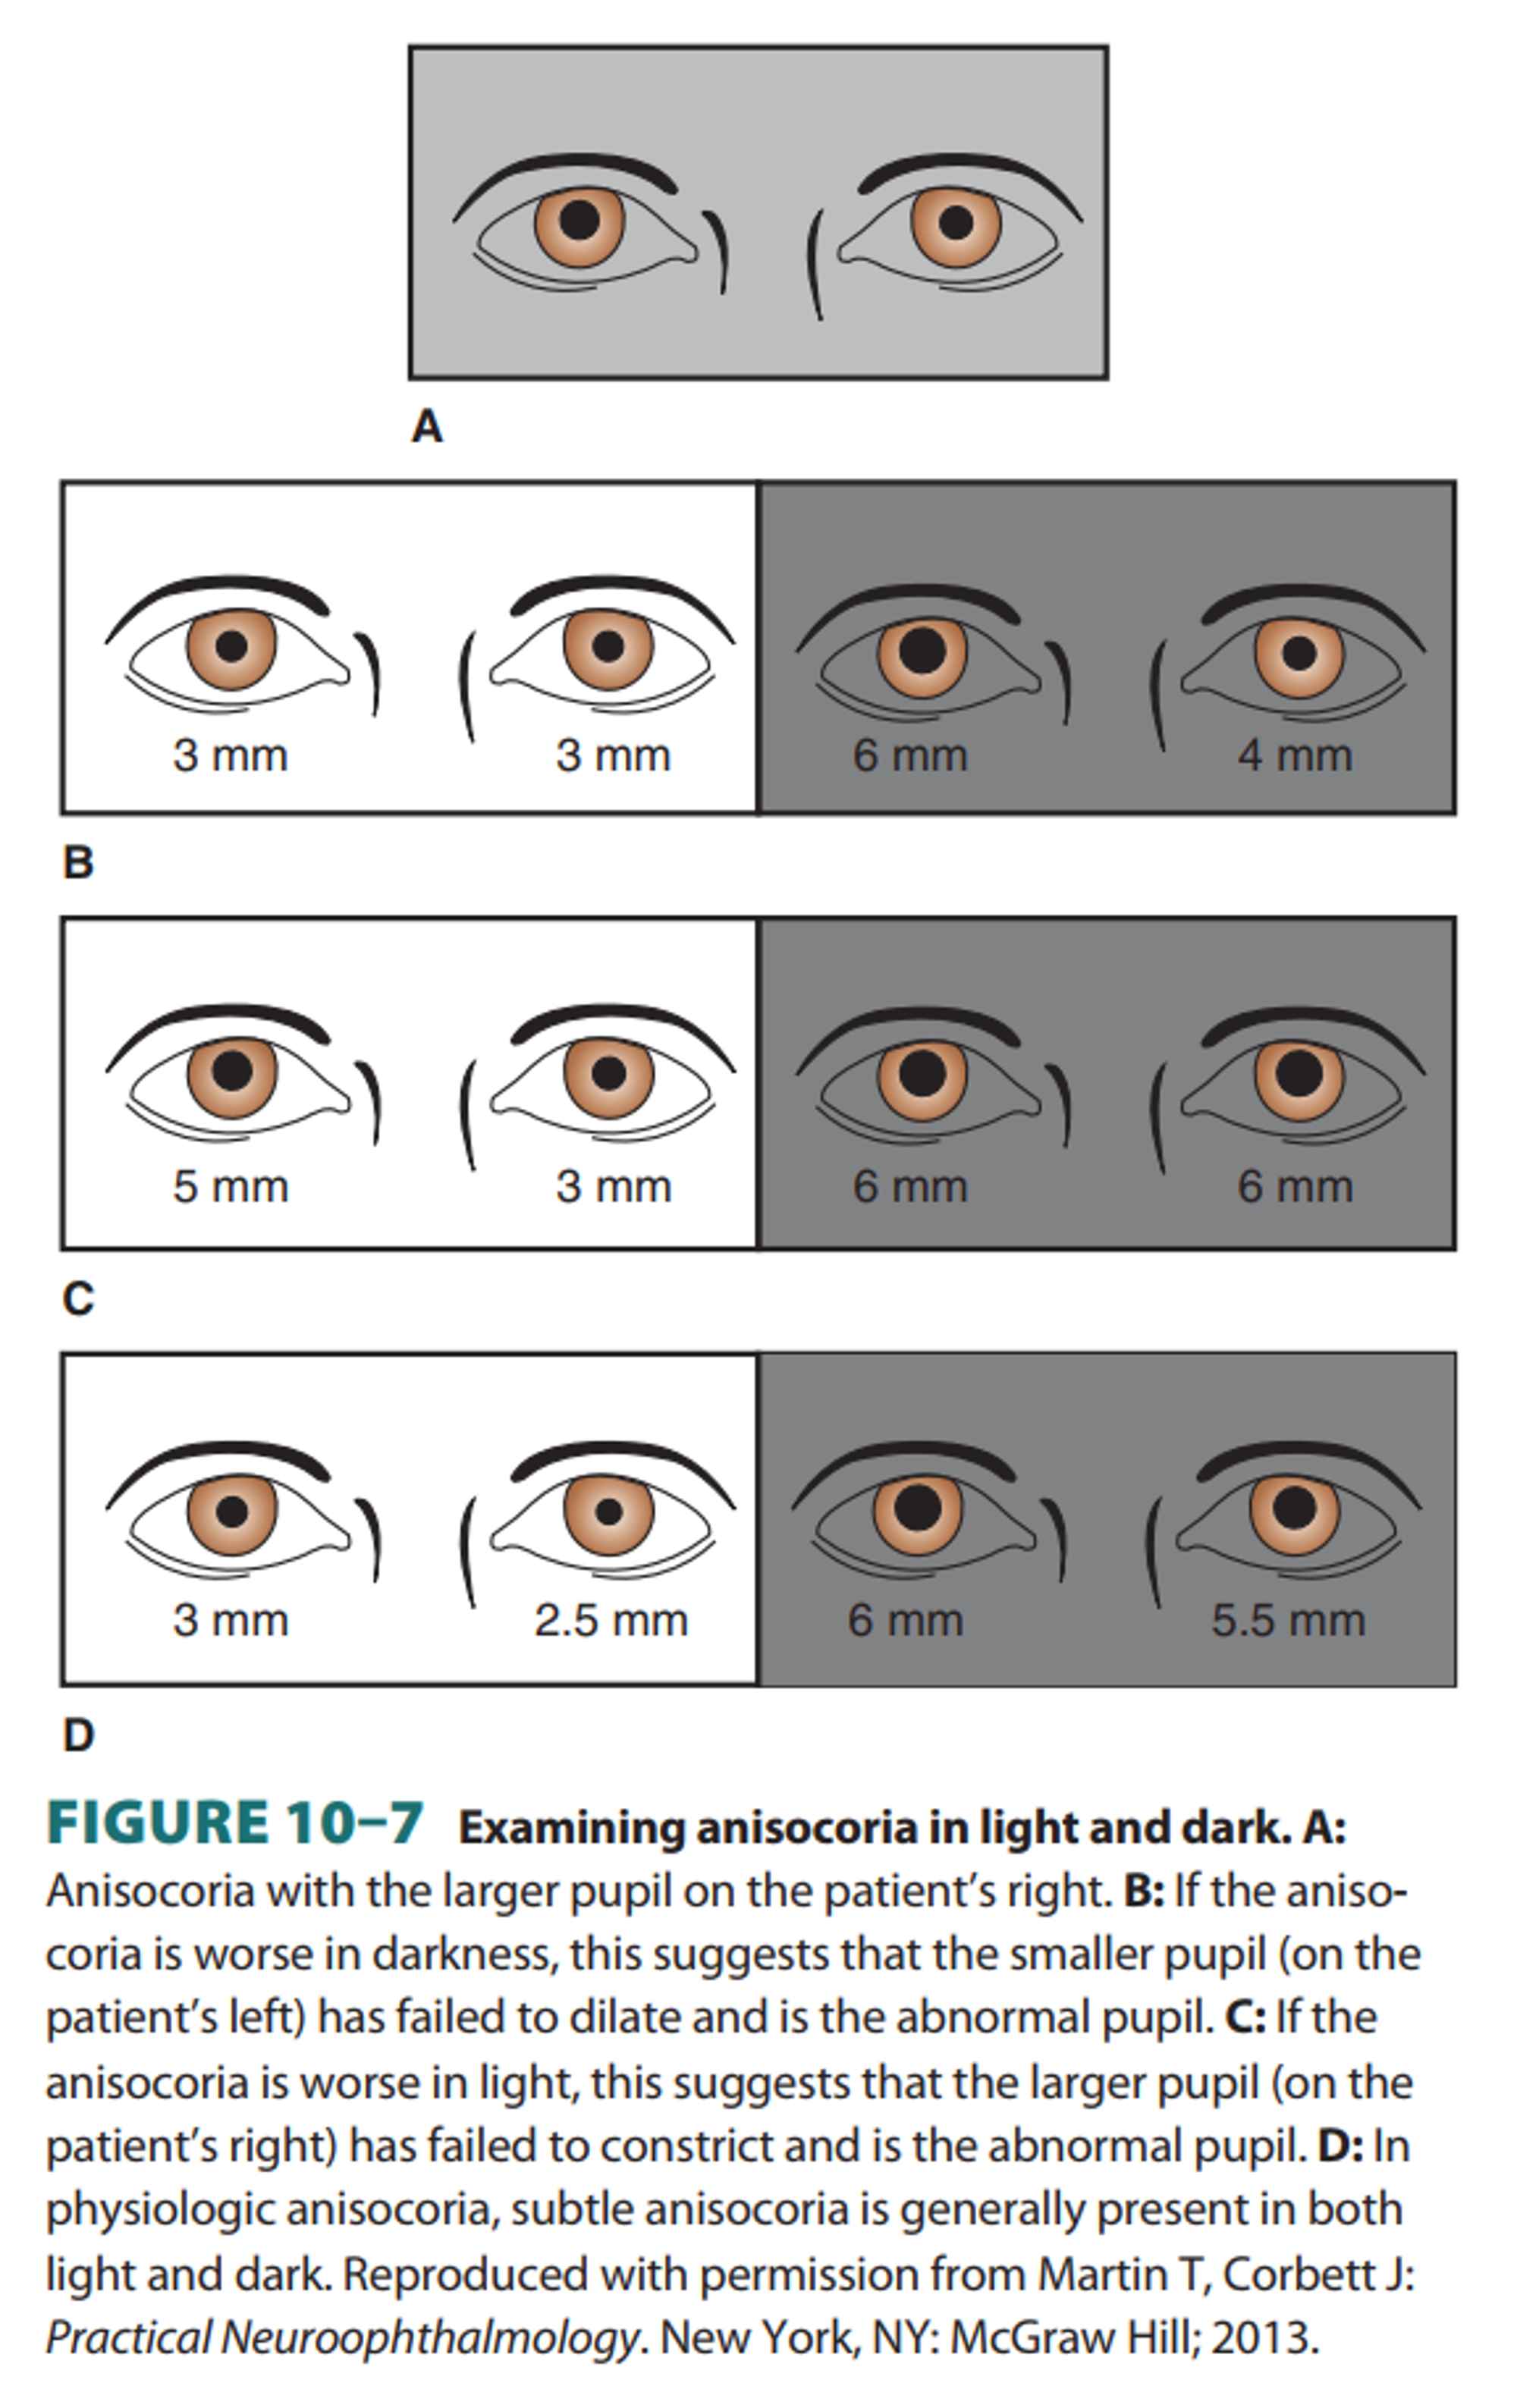 A
3 mm 3 mm 6 mm 4 mm
B
5 mm 3 mm 6 mm 6 mm
C
3 mm 2.5 mm 6 mm 5.5 mm
D
FIGURE 10–7 Examining anisocoria in light and dark. A:
Anisocoria with the larger pupil on the patient's right. B: If the aniso-
coria is worse in darkness, this suggests that the smaller pupil (on the
patient's left) has failed to dilate and is the abnormal pupil. C: If the
anisocoria is worse in light, this suggests that the larger pupil (on the
patient's right) has failed to constrict and is the abnormal pupil. D: In
physiologic anisocoria, subtle anisocoria is generally present in both
light and dark. Reproduced with permission from Martin T, Corbett J:
Practical Neuroophthalmology. New York, NY: McGraw Hill; 2013.